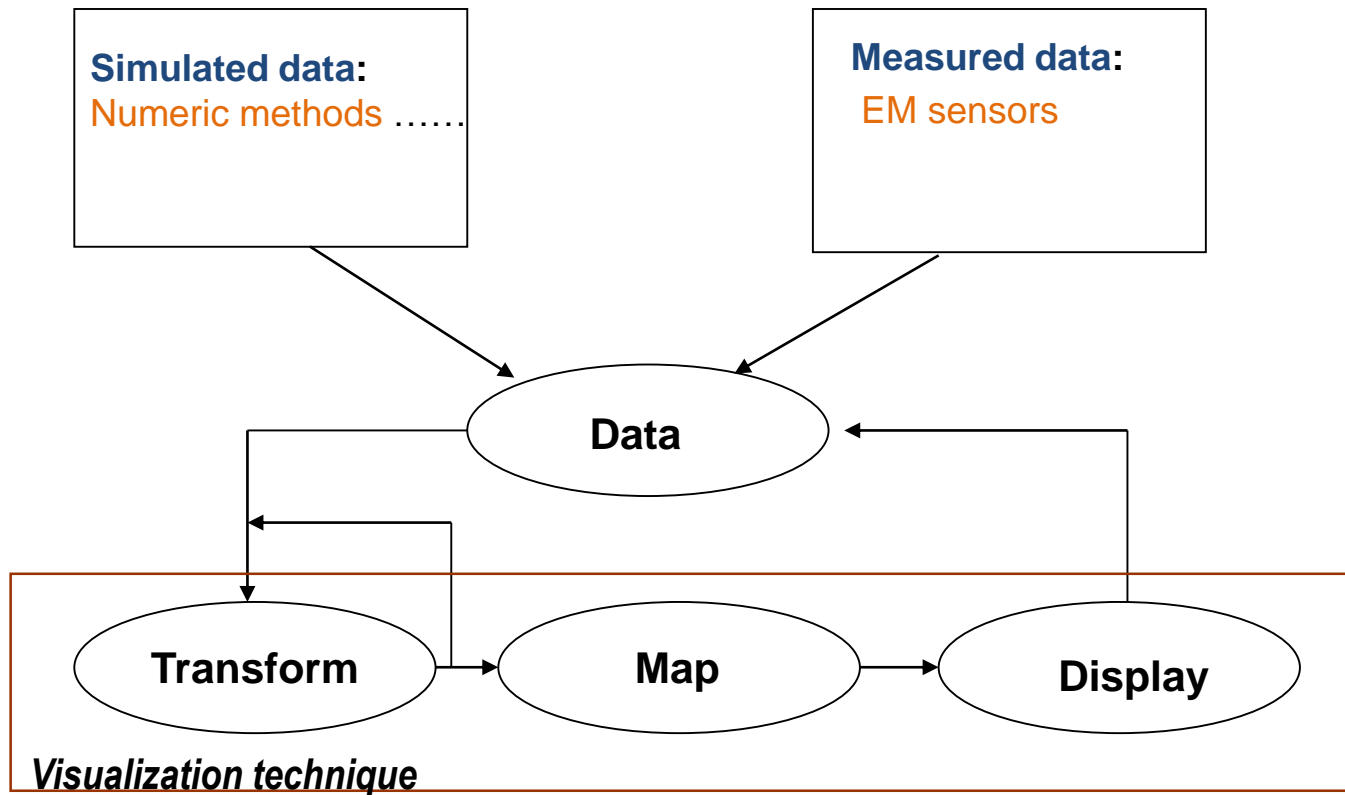 Simulated data:
Numeric methods ......
Measured data:
EM sensors
Data
Transform
Map
Display
Visualization technique